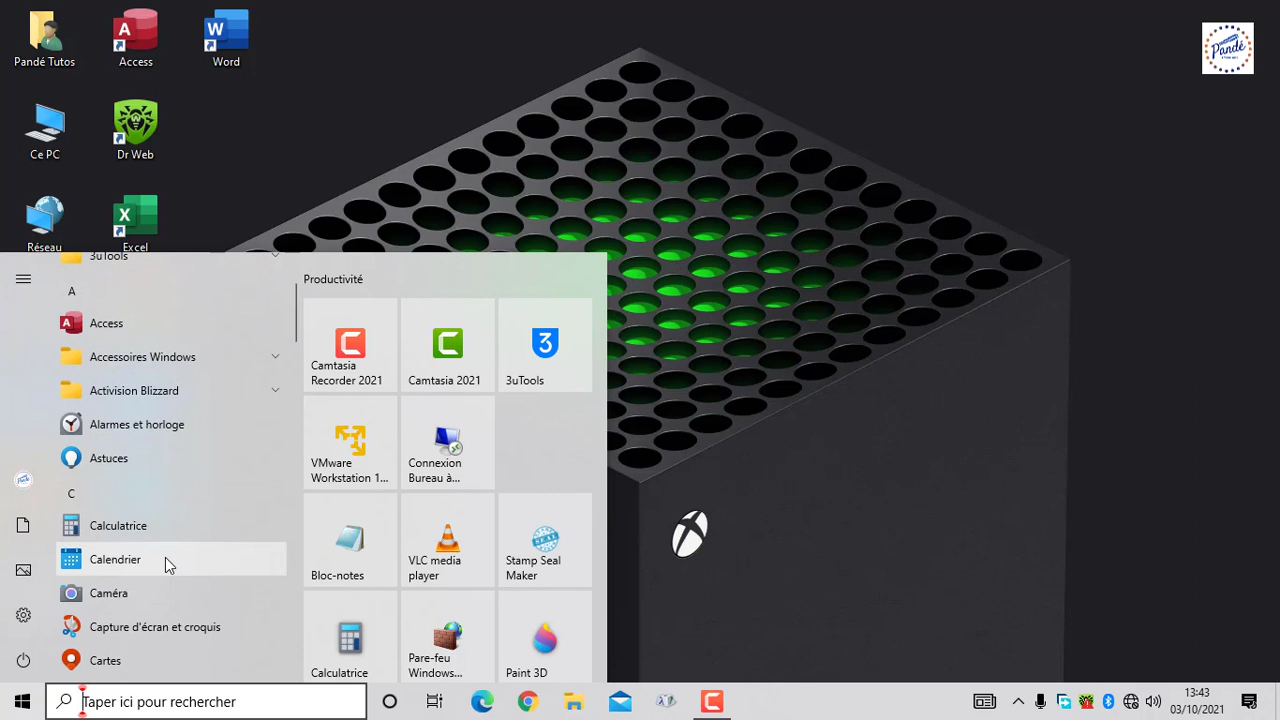 Pandé Tutos
Access
Word
Pandé
Ce PC
Dr Web
Réseau
Excel
3uTools
A
Access
Accessoires Windows
Activision Blizzard
Alarmes et horloge
Astuces
C
Calculatrice
Calendrier
Caméra
Capture d'écran et croquis
Cartes
Productivité
Camtasia
Recorder 2021
Camtasia 2021
3uTools
VMware
Workstation 1...
Connexion
Bureau à...
Bloc-notes
VLC media
player
Stamp Seal
Maker
Calculatrice
Pare-feu
Windows...
Paint 3D
Taper ici pour rechercher
13:43
03/10/2021